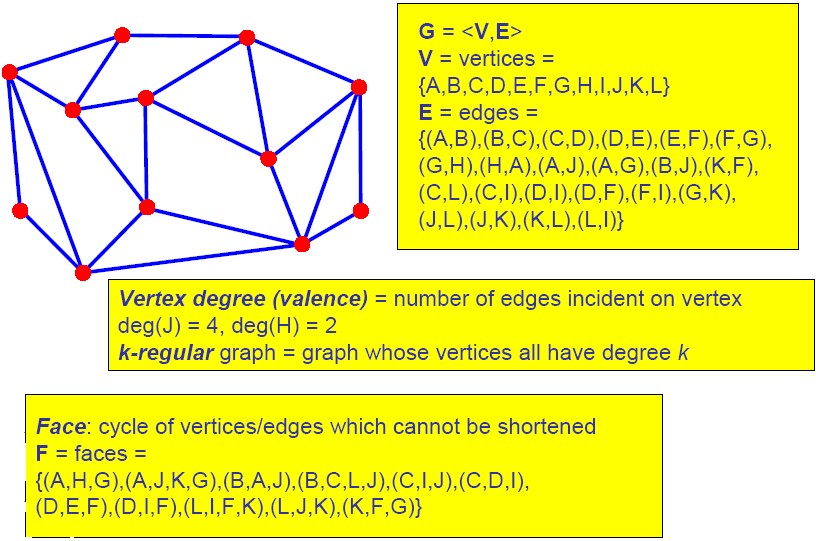 G = <V,E>
V = vertices =
{A,B,C,D,E,F,G,H,I,J,K,L}
E = edges =
{(A,B),(B,C),(C,D),(D,E),(E,F),(F,G),
(G,H),(H,A),(A,J),(A,G),(B,J),(K,F),
(C,L),(C,I),(D,I),(D,F),(F,I),(G,K),
(J,L),(J,K),(K,L),(L,I)}
Vertex degree (valence) = number of edges incident on vertex
deg(J) = 4, deg(H) = 2
k-regular graph = graph whose vertices all have degree k
Face: cycle of vertices/edges which cannot be shortened
F = faces =
{(A,H,G),(A,J,K,G),(B,A,J),(B,C,L,J),(C,I,J),(C,D,I),
(D,E,F),(D,I,F),(L,I,F,K),(L,J,K),(K,F,G)}